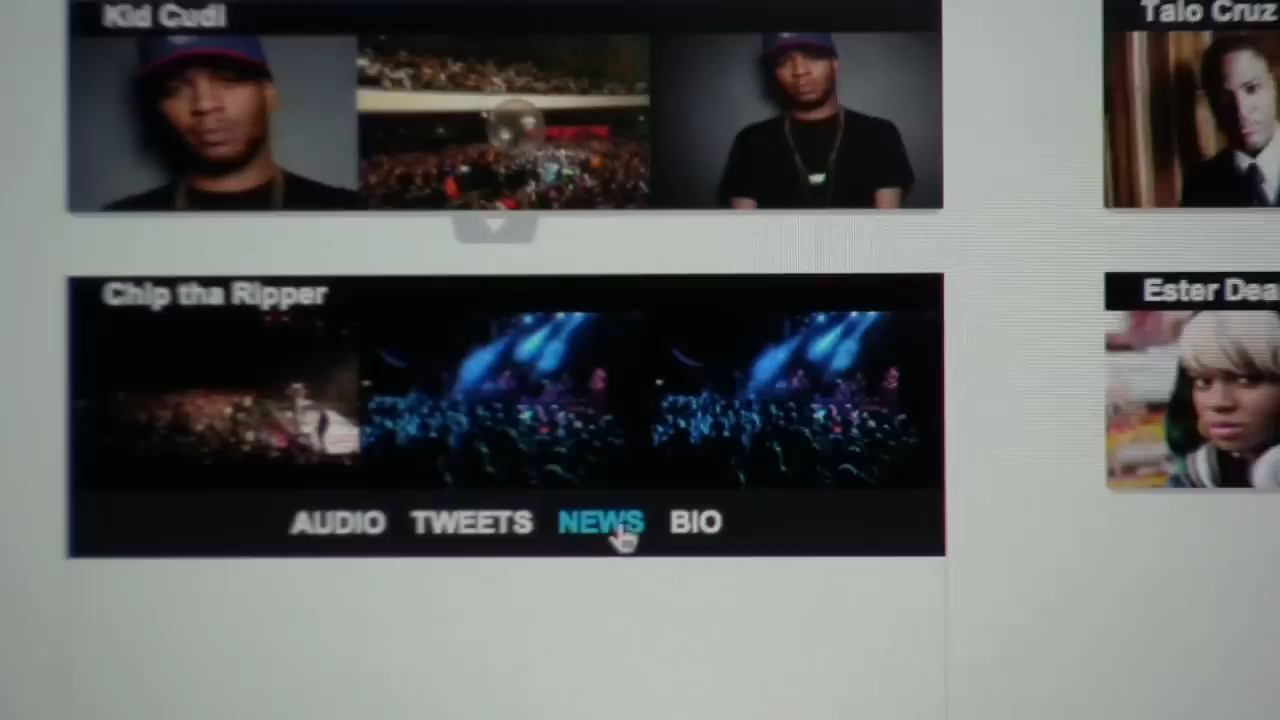 Kid Cudi
Talo Cruz
Chip tha Ripper
Ester Dea
AUDIO TWEETS NEWS BIO